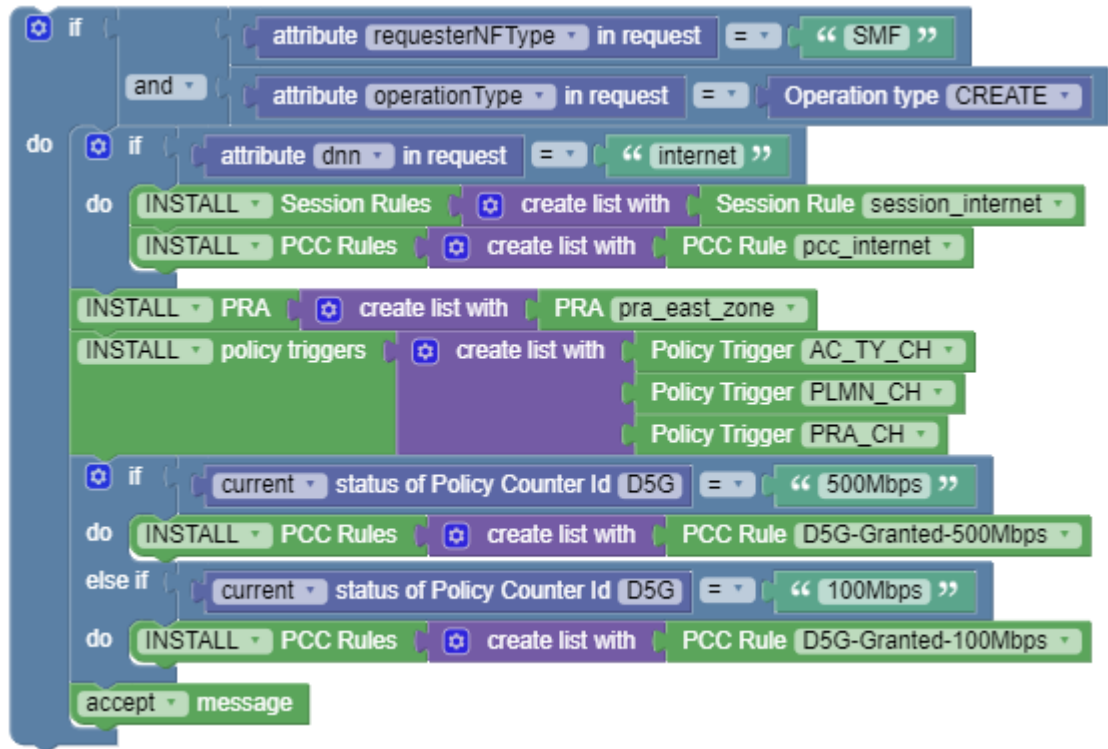 if attribute requesterNFType in request = “ SMF ”
and attribute operationType in request = Operation type CREATE
do if attribute dnn in request = “ internet ”
do INSTALL Session Rules create list with Session Rule session_internet
INSTALL PCC Rules create list with PCC Rule pcc_internet
INSTALL PRA create list with PRA pra_east_zone
INSTALL policy triggers create list with Policy Trigger AC_TY_CH
Policy Trigger PLMN_CH
Policy Trigger PRA_CH
if current status of Policy Counter Id D5G = “ 500Mbps ”
do INSTALL PCC Rules create list with PCC Rule D5G-Granted-500Mbps
else if current status of Policy Counter Id D5G = “ 100Mbps ”
do INSTALL PCC Rules create list with PCC Rule D5G-Granted-100Mbps
accept message